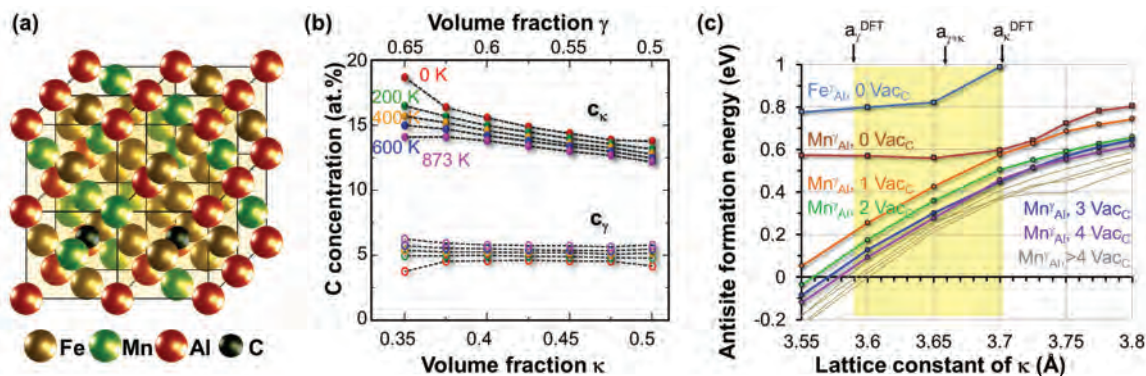 (a)
Fe Mn Al C
(b)
Volume fraction γ
0.65 0.6 0.55 0.5
C concentration (at.%)
20
15
10
5
0
0 K
200 K
400 K
600 K 873 K
cκ
cγ
0.35 0.4 0.45 0.5
Volume fraction κ
(c)
aγ^DFT aγ+κ aκ^DFT
Antisite formation energy (eV)
1
0.8
0.6
0.4
0.2
0
-0.2
Fe^γ_Al, 0 Vac_C
Mn^γ_Al, 0 Vac_C
Mn^γ_Al, 1 Vac_C
Mn^γ_Al, 2 Vac_C
Mn^γ_Al, 3 Vac_C
Mn^γ_Al, 4 Vac_C
Mn^γ_Al, >4 Vac_C
3.55 3.6 3.65 3.7 3.75 3.8
Lattice constant of κ (Å)